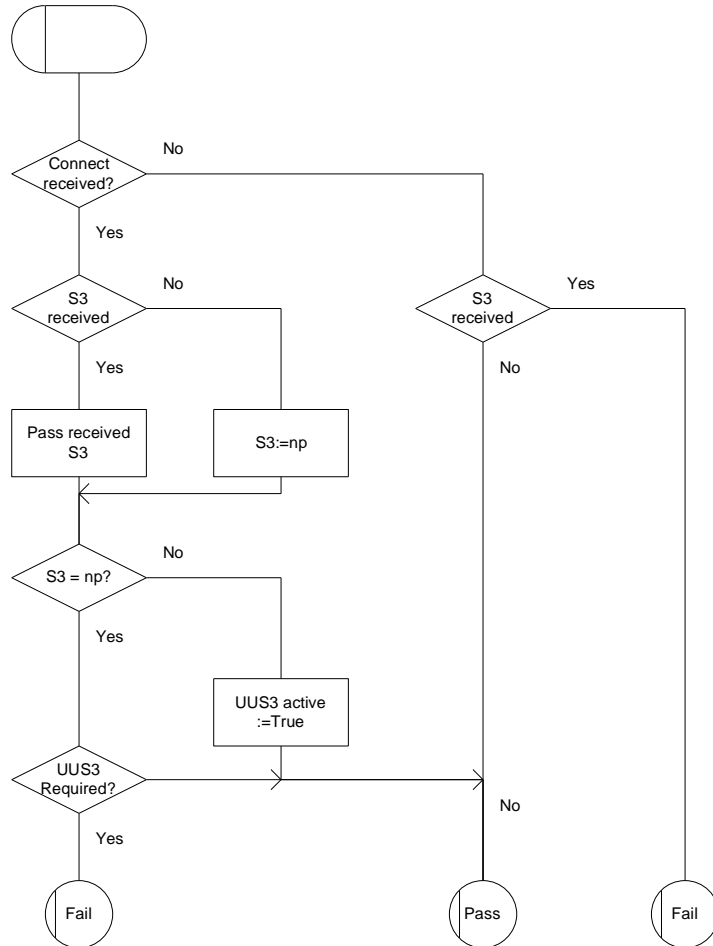 No
Connect
received?
Yes
No
S3
received
Yes
S3
received
Yes
No
Pass received
S3
S3:=np
No
S3 = np?
Yes
UUS3 active
:=True
UUS3
Required?
No
Yes
Fail
Pass
Fail